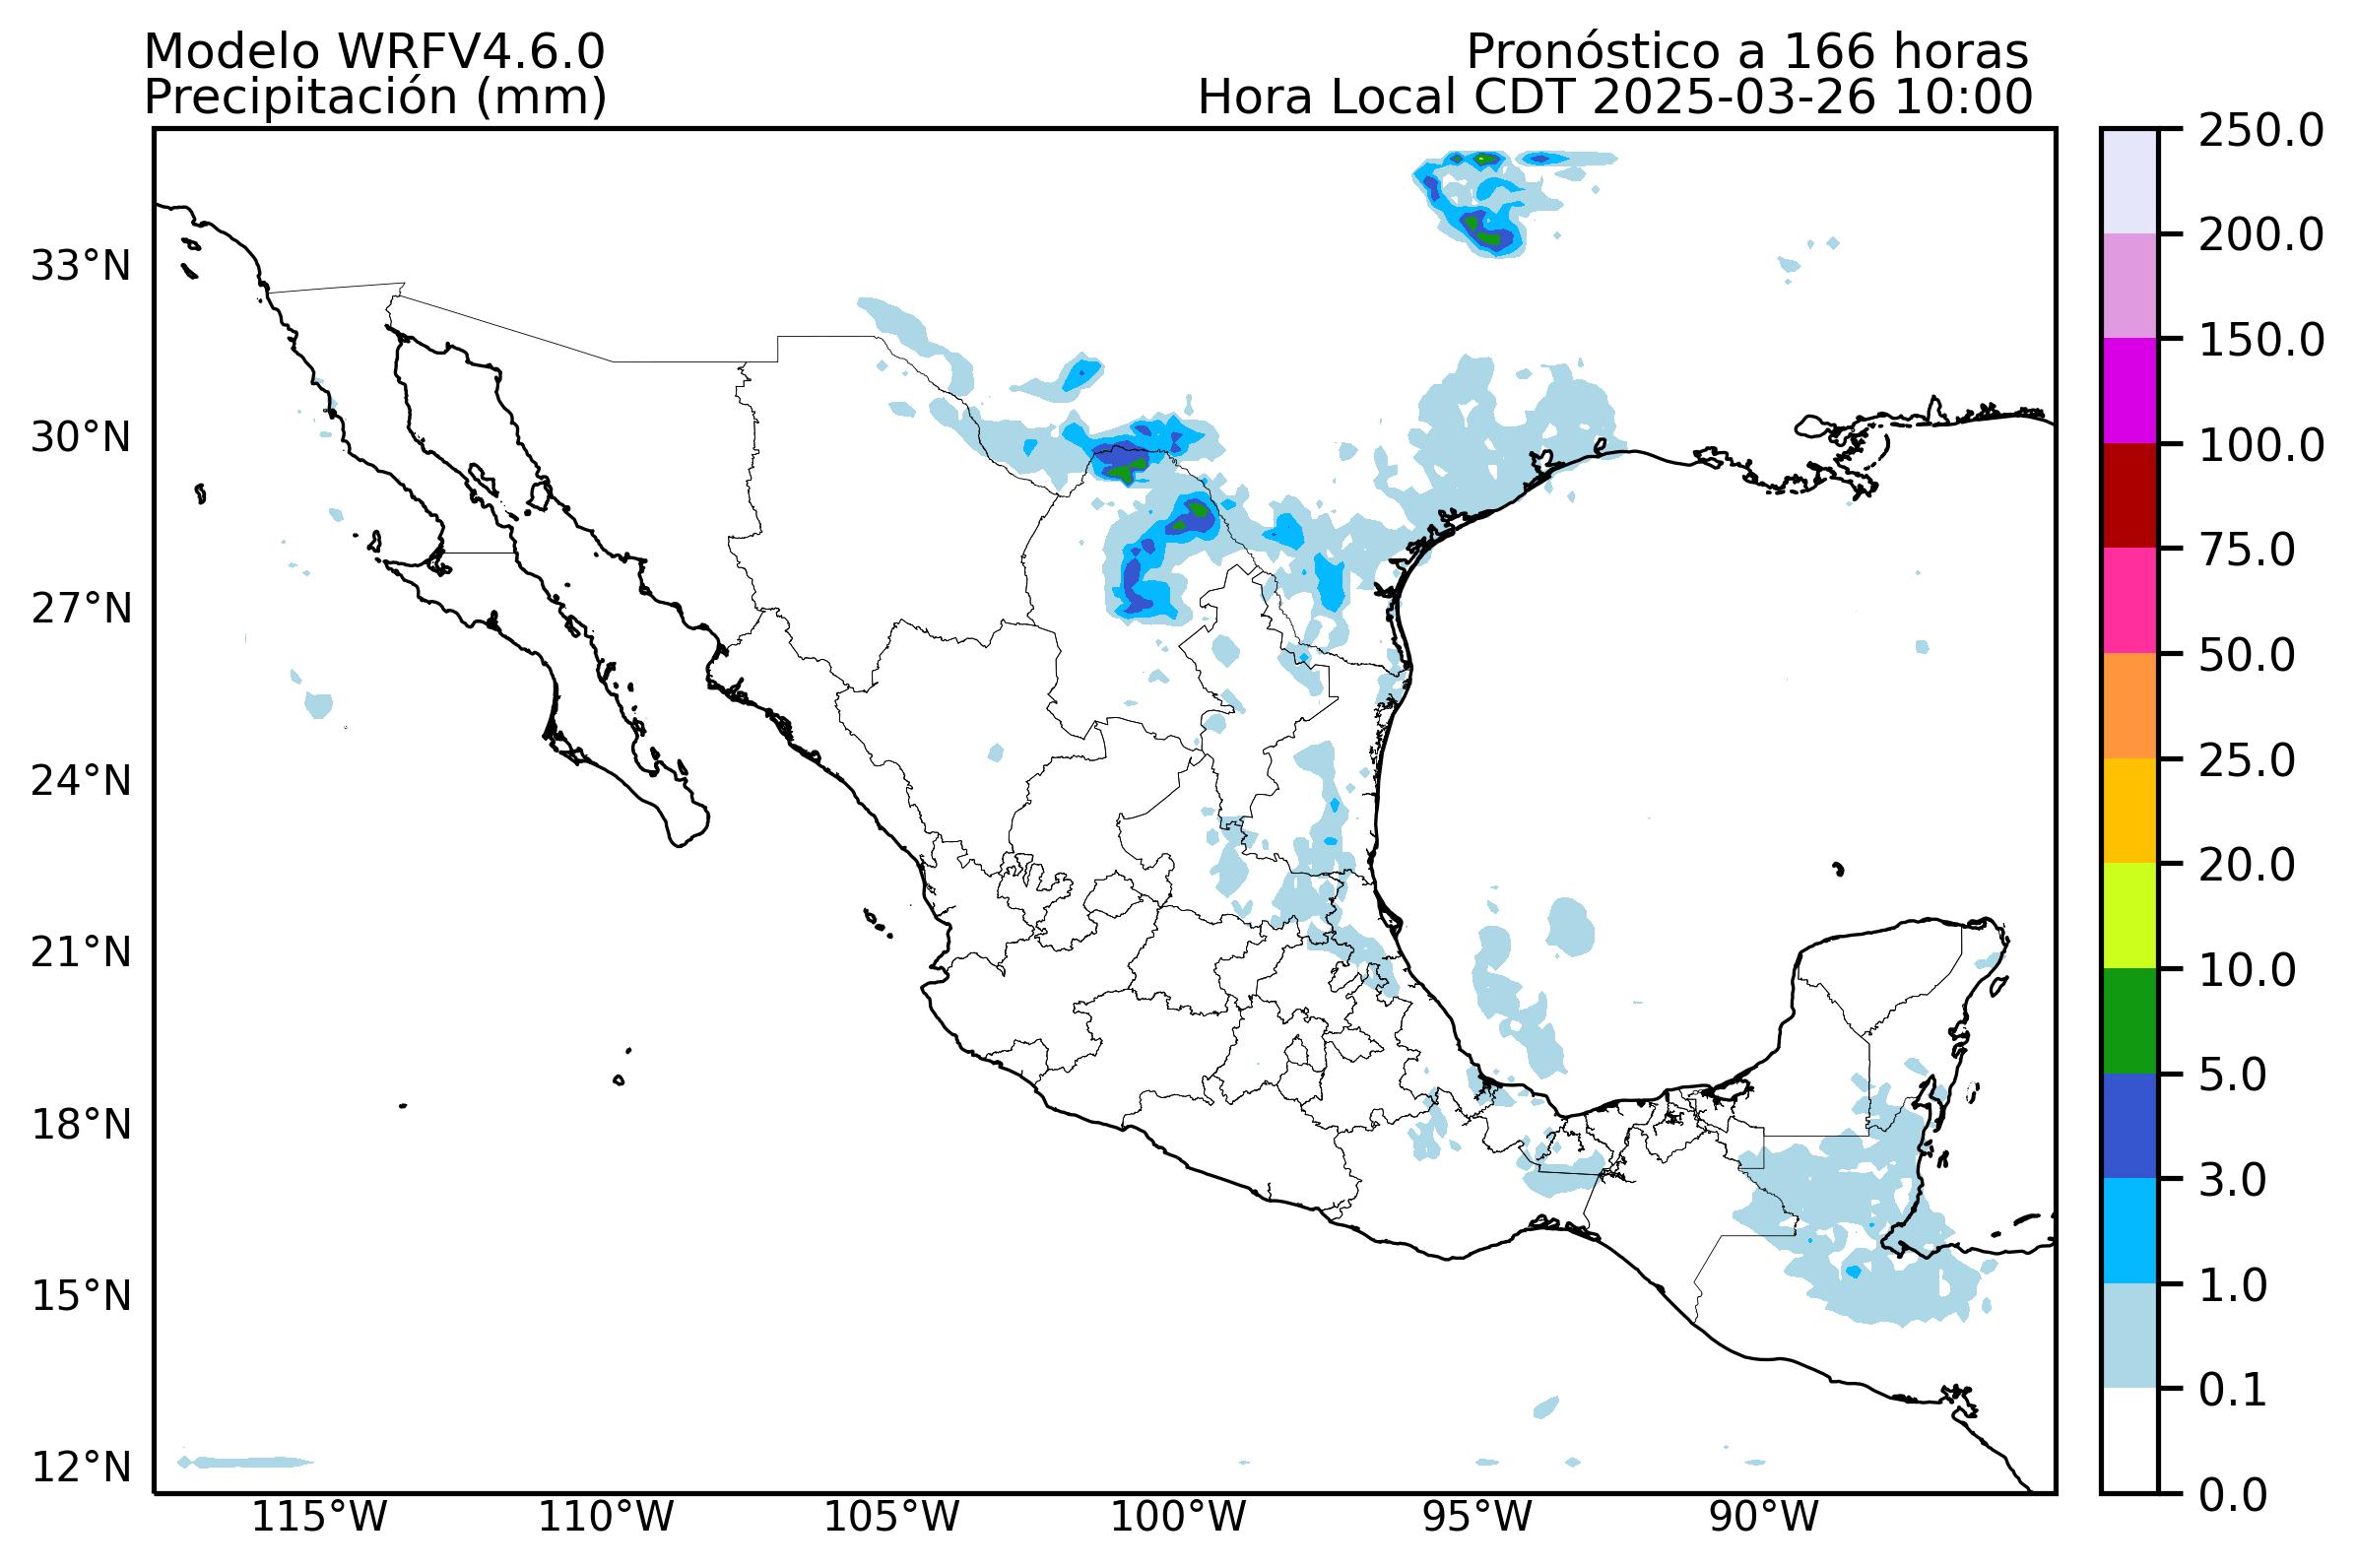 Modelo WRFV4.6.0
Pronóstico a 166 horas
Precipitación (mm)
Hora Local CDT 2025-03-26 10:00
33°N
30°N
27°N
24°N
21°N
18°N
15°N
12°N
115°W
110°W
105°W
100°W
95°W
90°W
250.0
200.0
150.0
100.0
75.0
50.0
25.0
20.0
10.0
5.0
3.0
1.0
0.1
0.0